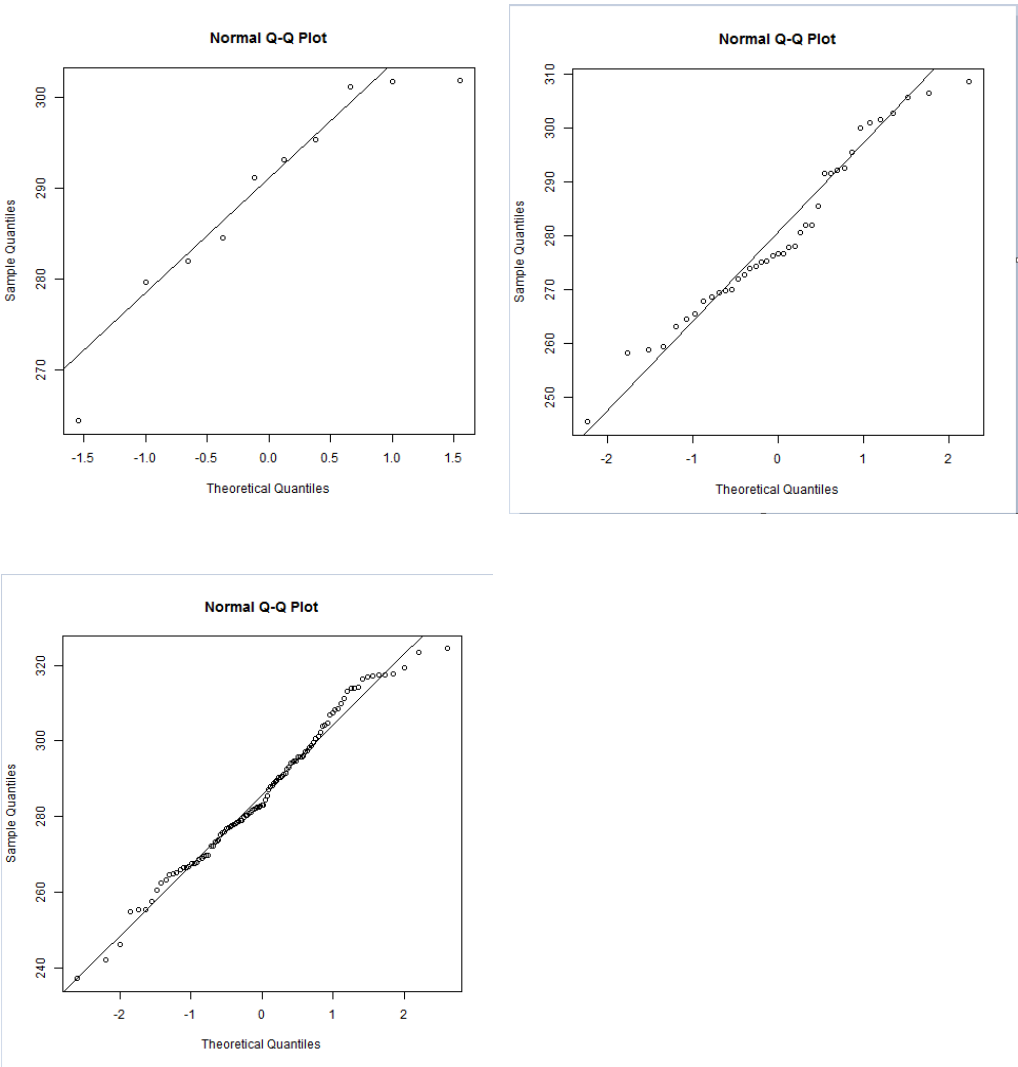 Normal Q-Q Plot
Sample Quantiles
300
290
280
270
-1.5 -1.0 -0.5 0.0 0.5 1.0 1.5
Theoretical Quantiles
Normal Q-Q Plot
Sample Quantiles
310
300
290
280
270
260
250
-2 -1 0 1 2
Theoretical Quantiles
Normal Q-Q Plot
Sample Quantiles
320
300
280
260
240
-2 -1 0 1 2
Theoretical Quantiles